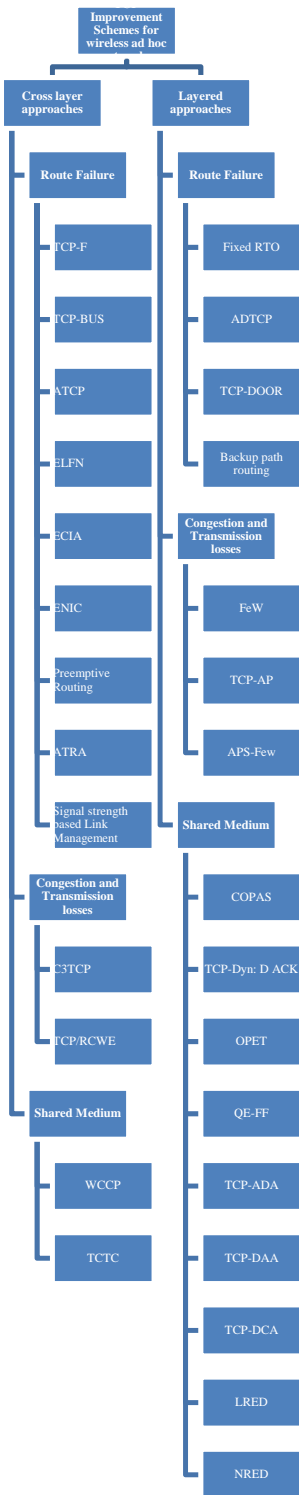 Improvement
Schemes for
wireless ad hoc
Cross layer
approaches
Route Failure
TCP-F
TCP-BUS
ATCP
ELFN
ECIA
ENIC
Preemptive
Routing
ATRA
Signal strength
based Link
Management
Congestion and
Transmission
losses
C3TCP
TCP/RCWE
Shared Medium
WCCP
TCTC
Layered
approaches
Route Failure
Fixed RTO
ADTCP
TCP-DOOR
Backup path
routing
Congestion and
Transmission
losses
FeW
TCP-AP
APS-Few
Shared Medium
COPAS
TCP-Dyn: D ACK
OPET
QE-FF
TCP-ADA
TCP-DAA
TCP-DCA
LRED
NRED